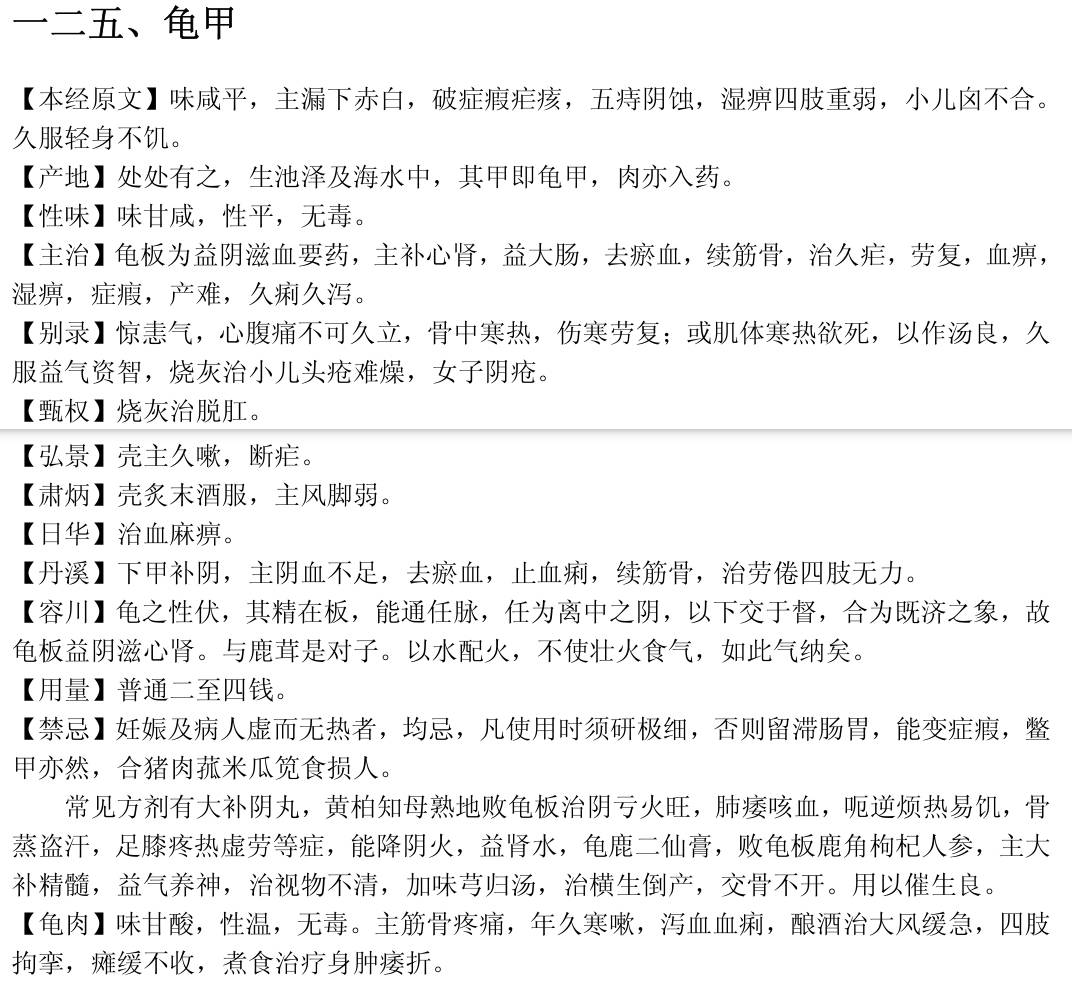 一二五、龟甲
【本经原文】味咸平，主漏下赤白，破症瘕疟痎，五痔阴蚀，湿痹四肢重弱，小儿囟不合。
久服轻身不饥。
【产地】处处有之，生池泽及海水中，其甲即龟甲，肉亦入药。
【性味】味甘咸，性平，无毒。
【主治】龟板为益阴滋血要药，主补心肾，益大肠，去瘀血，续筋骨，治久疟，劳复，血痹，
湿痹，症瘕，产难，久痢久泻。
【别录】惊恚气，心腹痛不可久立，骨中寒热，伤寒劳复；或肌体寒热欲死，以作汤良，久
服益气资智，烧灰治小儿头疮难燥，女子阴疮。
【甄权】烧灰治脱肛。
【弘景】壳主久嗽，断疟。
【肃炳】壳炙末酒服，主风脚弱。
【日华】治血麻痹。
【丹溪】下甲补阴，主阴血不足，去瘀血，止血痢，续筋骨，治劳倦四肢无力。
【容川】龟之性伏，其精在板，能通任脉，任为离中之阴，以下交于督，合为既济之象，故
龟板益阴滋心肾。与鹿茸是对子。以水配火，不使壮火食气，如此气纳矣。
【用量】普通二至四钱。
【禁忌】妊娠及病人虚而无热者，均忌，凡使用时须研极细，否则留滞肠胃，能变症瘕，鳖
甲亦然，合猪肉菰米瓜笕食损人。
常见方剂有大补阴丸，黄柏知母熟地败龟板治阴亏火旺，肺痿咳血，呃逆烦热易饥，骨
蒸盗汗，足膝疼热虚劳等症，能降阴火，益肾水，龟鹿二仙膏，败龟板鹿角枸杞人参，主大
补精髓，益气养神，治视物不清，加味芎归汤，治横生倒产，交骨不开。用以催生良。
【龟肉】味甘酸，性温，无毒。主筋骨疼痛，年久寒嗽，泻血血痢，酿酒治大风缓急，四肢
拘挛，瘫缓不收，煮食治疗身肿痿折。